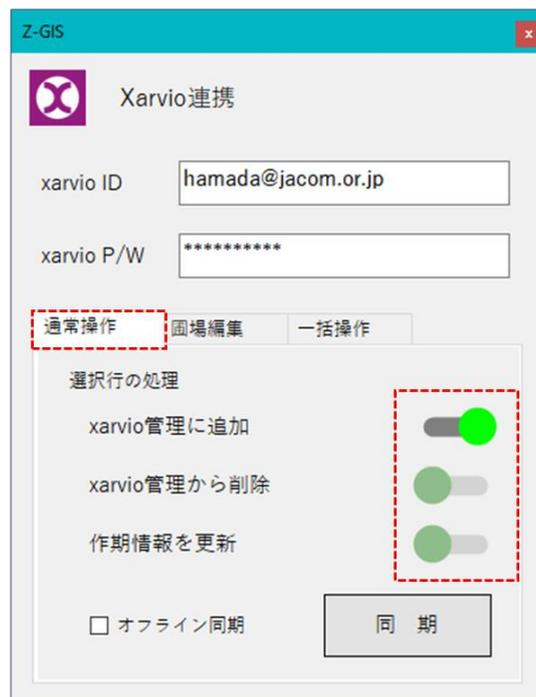 Z-GIS
x
Xarvio連携
xarvio ID
hamada@jacom.or.jp
xarvio P/W
**********
通常操作
圃場編集
一括操作
選択行の処理
xarvio管理に追加
xarvio管理から削除
作期情報を更新
オフライン同期
同 期